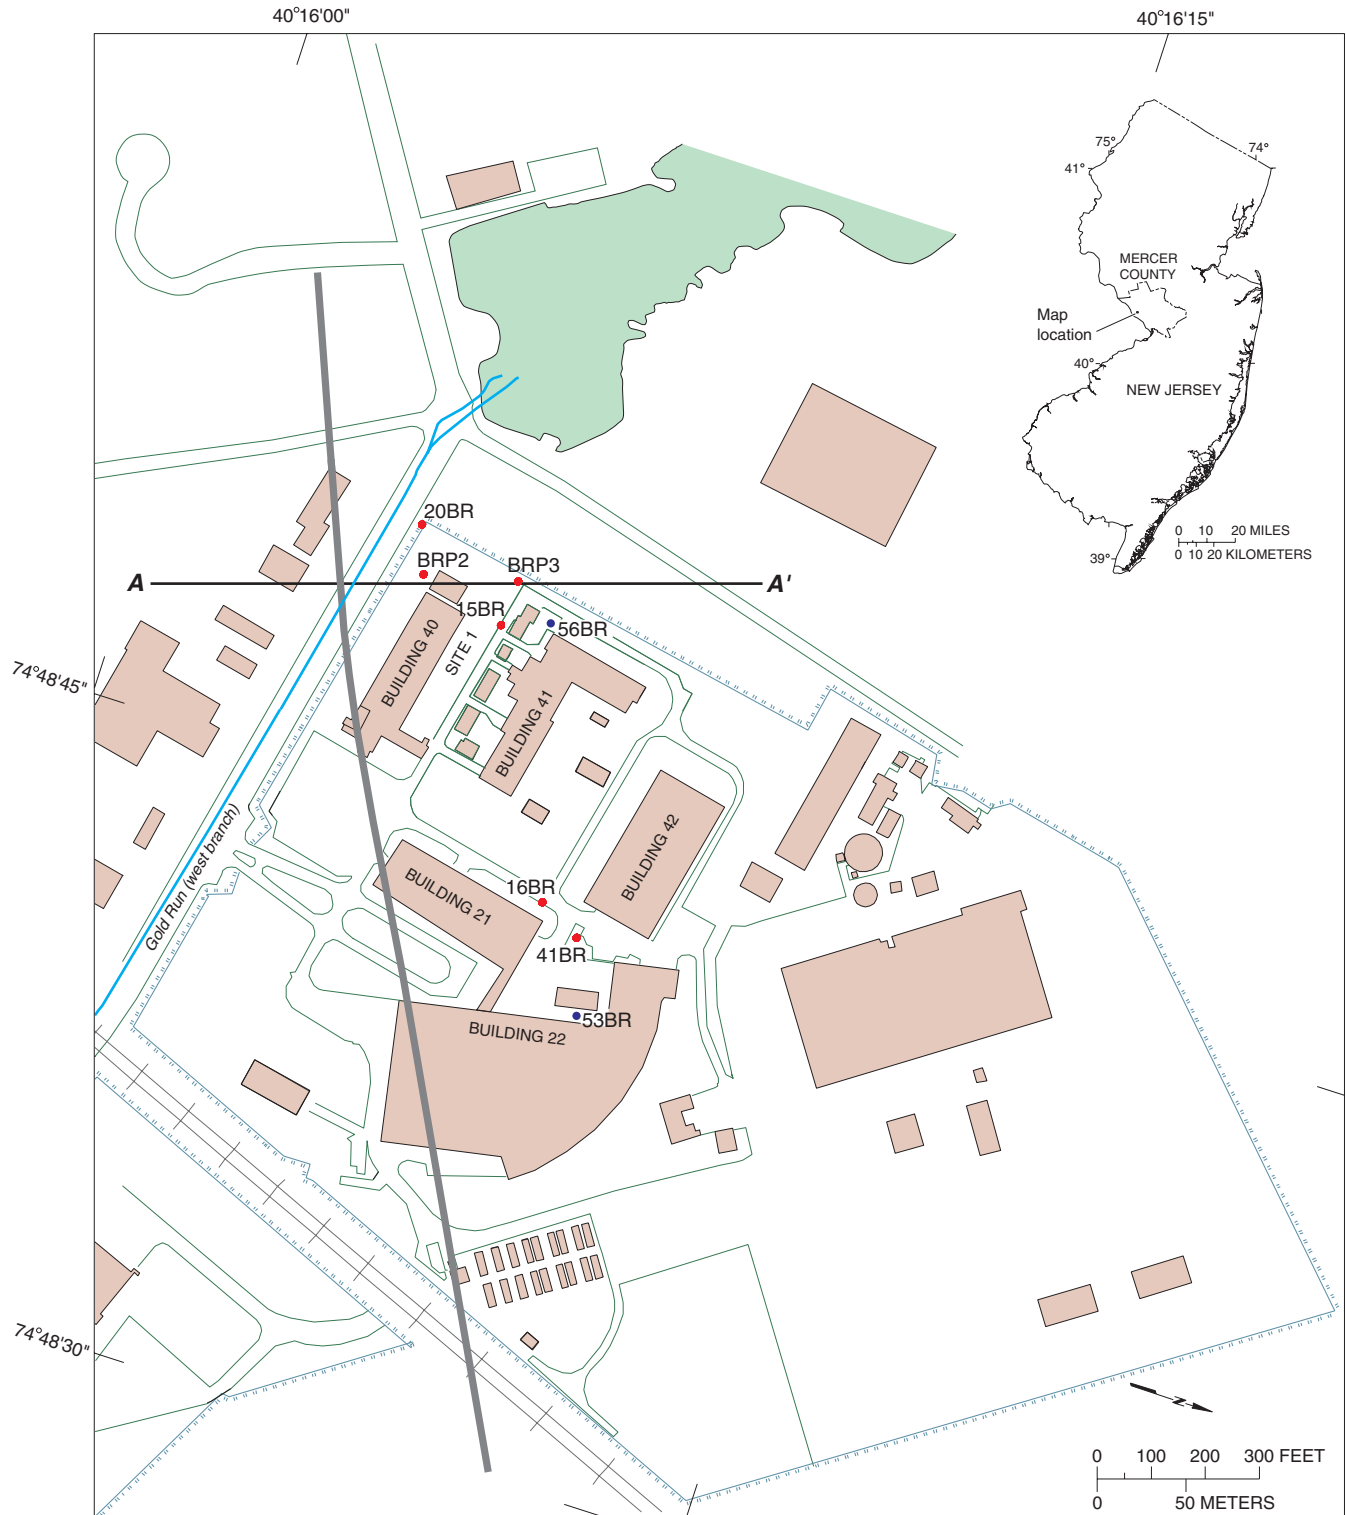 40°16'00"
40°16'15"
75°
74°
41°
MERCER
COUNTY
Map
location
40°
NEW JERSEY
0 10 20 MILES
0 10 20 KILOMETERS
39°
20BR
BRP2
BRP3
A
A'
15BR
56BR
BUILDING 40
SITE 1
74°48'45"
BUILDING 41
Gold Run (west branch)
BUILDING 42
BUILDING 21
16BR
41BR
53BR
BUILDING 22
74°48'30"
N
0 100 200 300 FEET
0 50 METERS